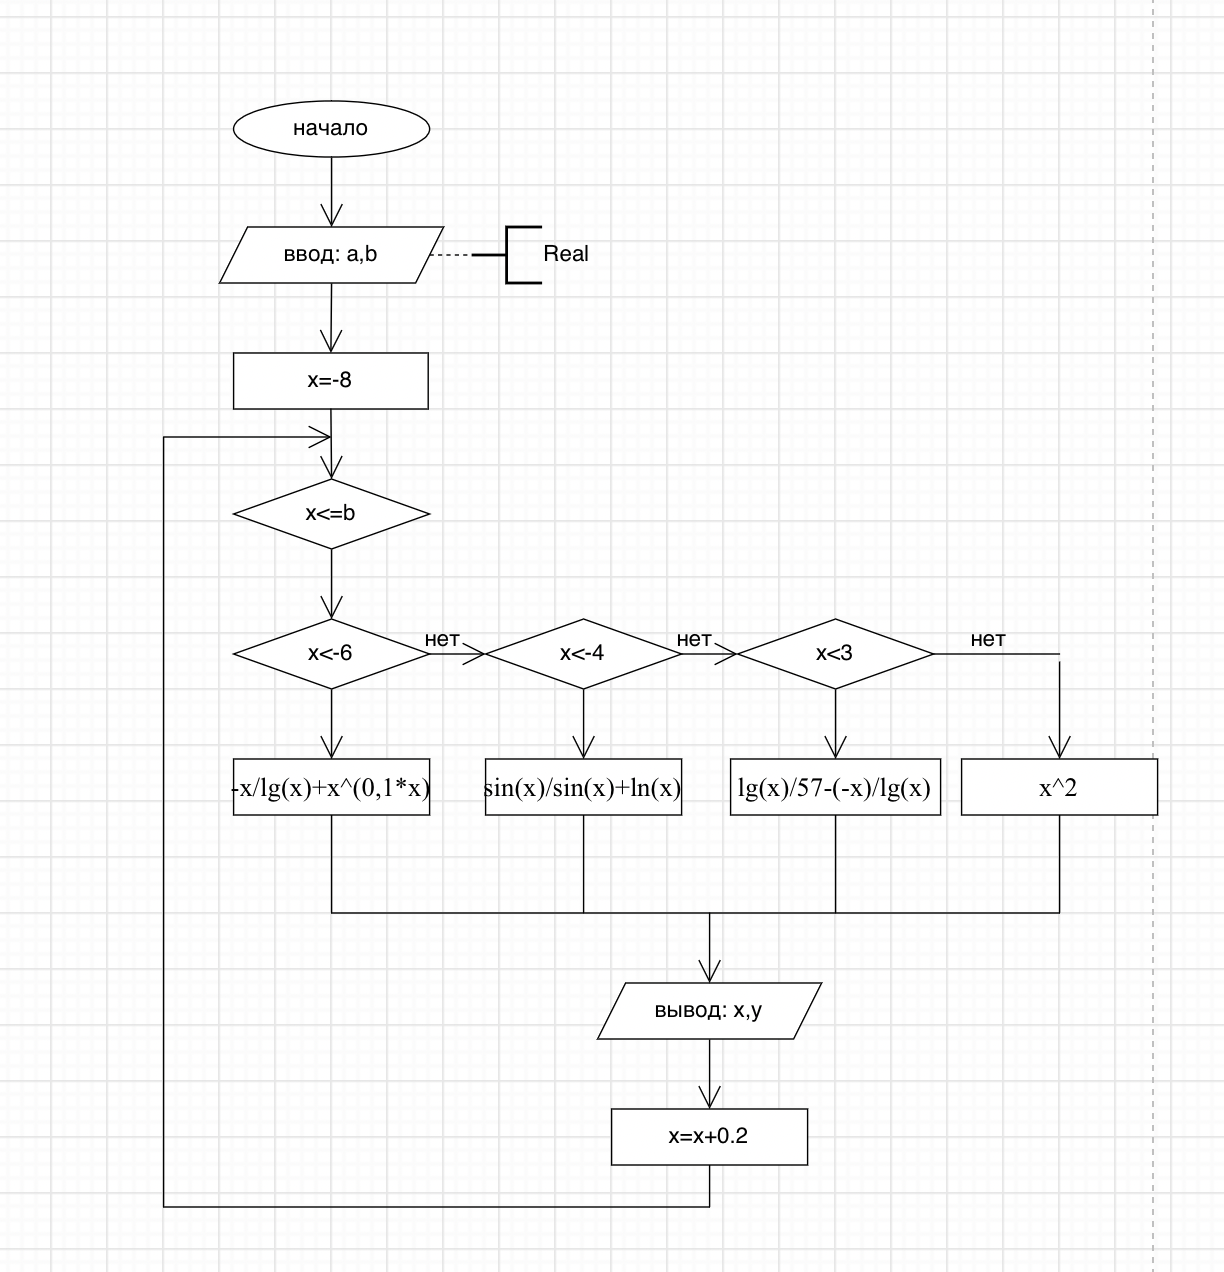 начало
ввод: a,b
Real
x=-8
x<=b
x<-6
нет
x<-4
нет
x<3
нет
-x/lg(x)+x^(0,1*x)
sin(x)/sin(x)+ln(x)
lg(x)/57-(-x)/lg(x)
x^2
вывод: x,y
x=x+0.2